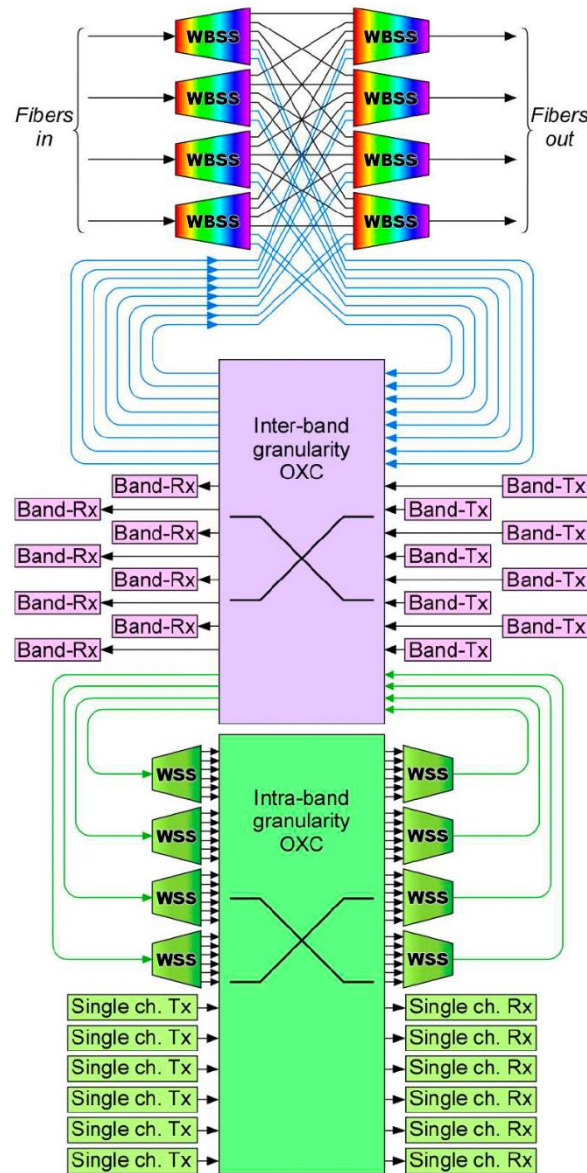 WBSS WBSS
WBSS WBSS
Fibers
in
Fibers
out
WBSS WBSS
WBSS WBSS
Inter-band
granularity
OXC
Band-Rx Band-Tx
Band-Rx Band-Tx
Band-Rx Band-Tx
Band-Rx Band-Tx
Band-Rx Band-Tx
Band-Rx Band-Tx
Band-Rx Band-Tx
Band-Rx Band-Tx
WSS WSS
Intra-band
granularity
OXC
WSS WSS
WSS WSS
WSS WSS
Single ch. Tx Single ch. Rx
Single ch. Tx Single ch. Rx
Single ch. Tx Single ch. Rx
Single ch. Tx Single ch. Rx
Single ch. Tx Single ch. Rx
Single ch. Tx Single ch. Rx